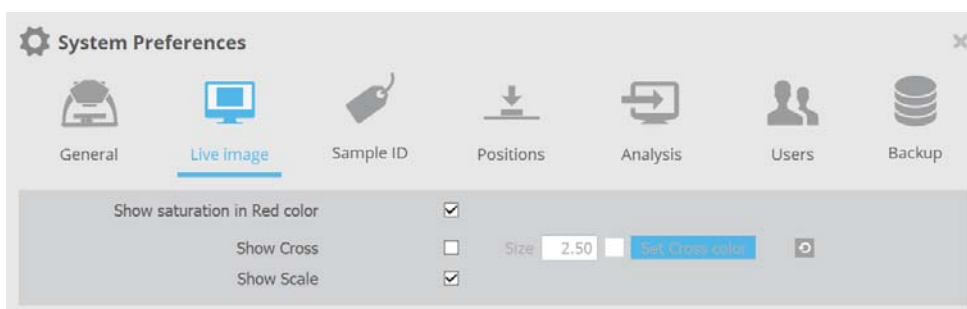 System Preferences
General Live image Sample ID Positions Analysis Users Backup
Show saturation in Red color
Show Cross Size 2.50 Set Cross color
Show Scale